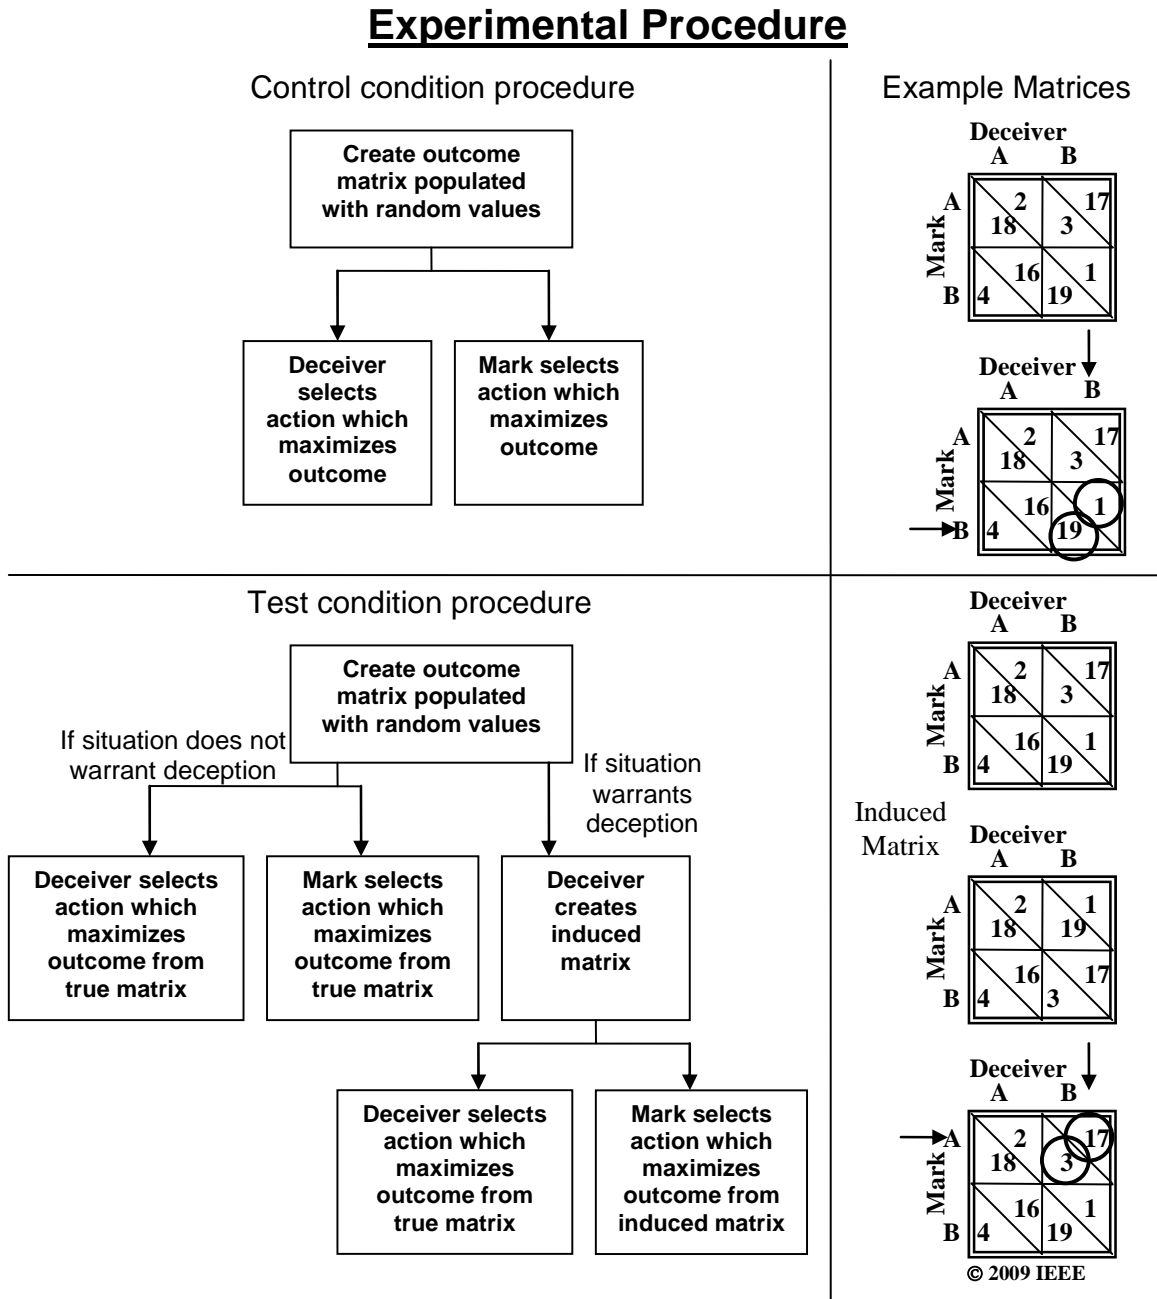 Experimental Procedure
Control condition procedure
Create outcome
matrix populated
with random values
Deceiver
selects
action which
maximizes
outcome
Mark selects
action which
maximizes
outcome
Example Matrices
Deceiver
A B
Mark
A
2 17
18 3
16 1
B 4 19
Deceiver
A B
Mark
A
2 17
18 3
16 1
B 4 19
Test condition procedure
Create outcome
matrix populated
with random values
If situation does not
warrant deception
If situation
warrants
deception
Deceiver selects
action which
maximizes
outcome from
true matrix
Mark selects
action which
maximizes
outcome from
true matrix
Deceiver
creates
induced
matrix
Deceiver selects
action which
maximizes
outcome from
true matrix
Mark selects
action which
maximizes
outcome from
induced matrix
Deceiver
A B
Mark
A
2 17
18 3
16 1
B 4 19
Induced
Matrix
Deceiver
A B
Mark
A
2 1
18 19
16 17
B 4 3
Deceiver
A B
Mark
A
2 17
18 3
16 1
B 4 19
© 2009 IEEE